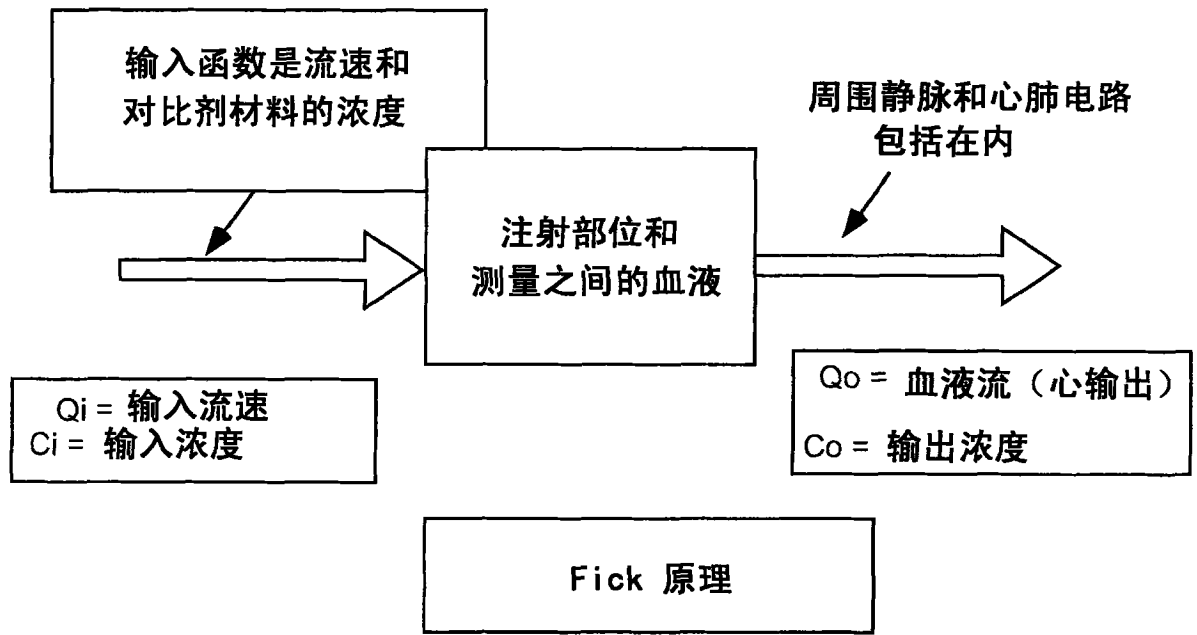 输入函数是流速和
对比剂材料的浓度
周围静脉和心肺电路
包括在内
注射部位和
测量之间的血液
Qi = 输入流速
Ci = 输入浓度
Qo = 血液流（心输出）
Co = 输出浓度
Fick 原理